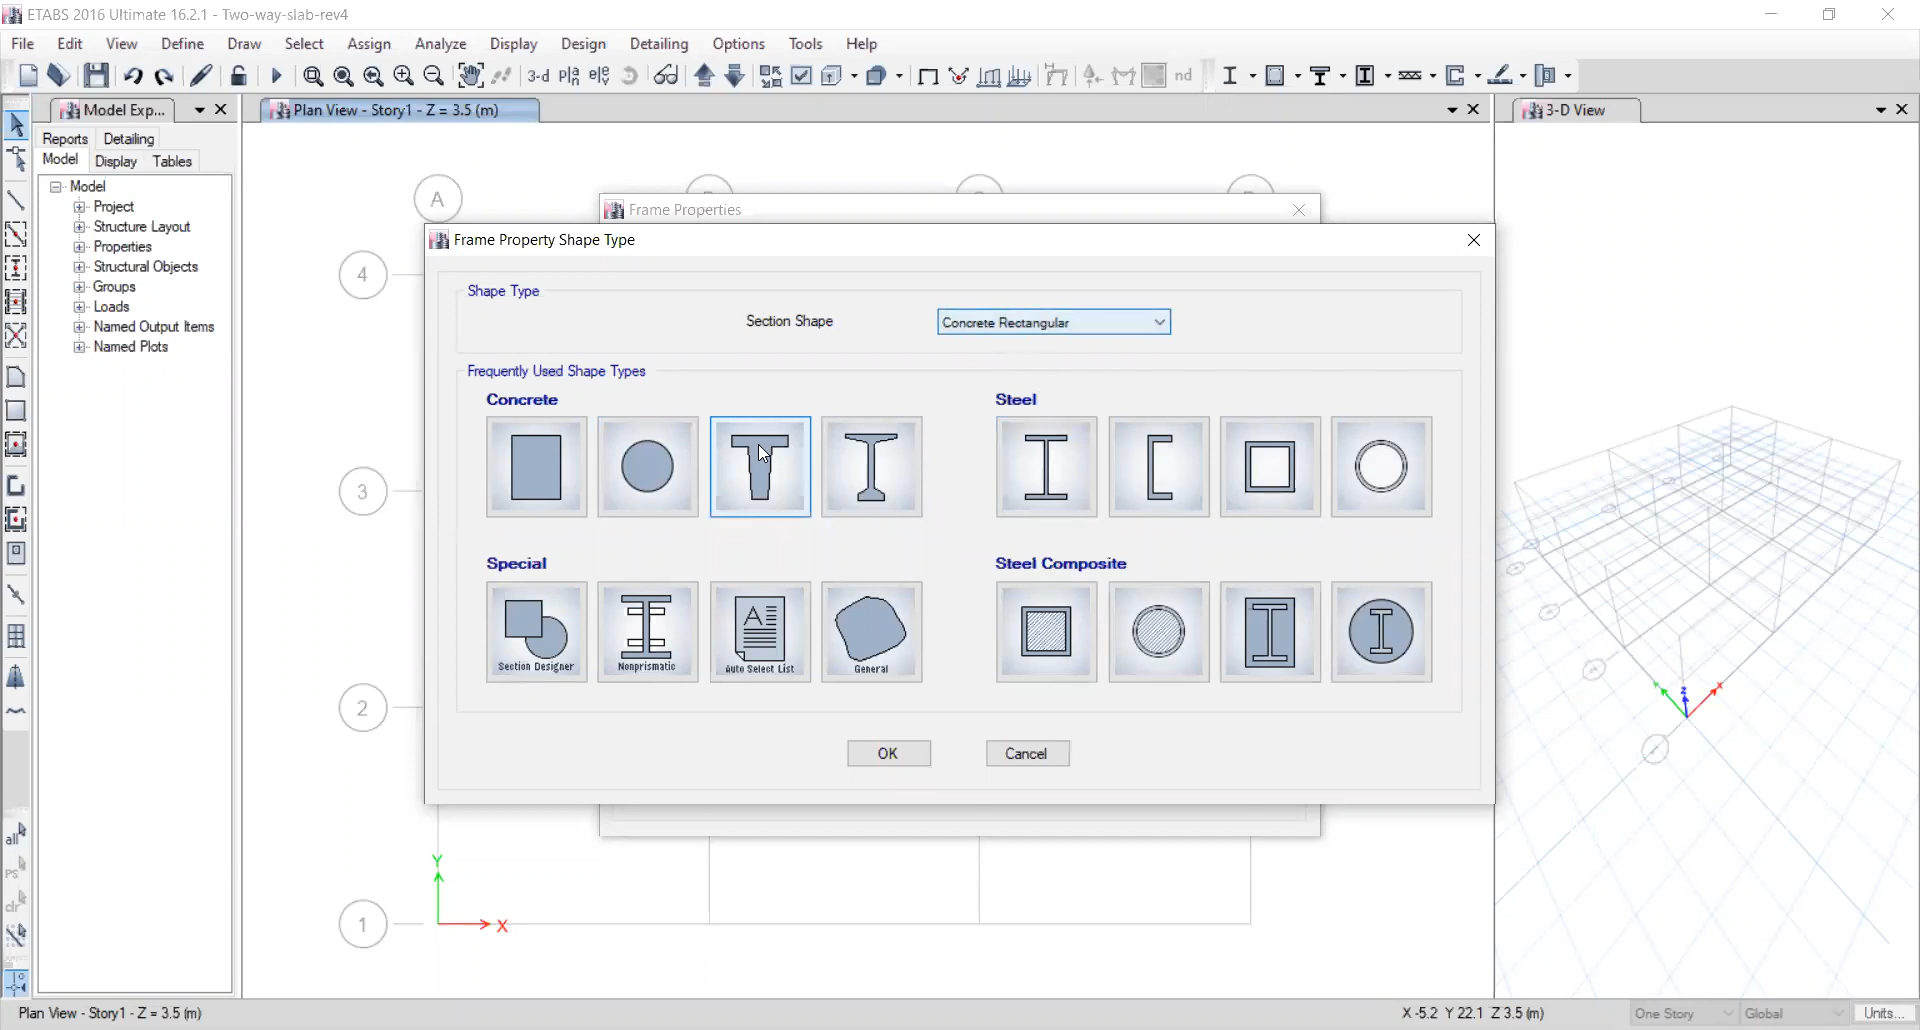 ETABS 2016 Ultimate 16.2.1 - Two-way-slab-rev4
File Edit View Define Draw Select Assign Analyze Display Design Detailing Options Tools Help
3-d plan elev nd
Model Exp...
Plan View - Story1 - Z = 3.5 (m)
3-D View
Reports Detailing
Model Display Tables
Model
Project
Structure Layout
Properties
Structural Objects
Groups
Loads
Named Output Items
Named Plots
A
4
3
2
1
Y
X
Frame Properties
Frame Property Shape Type
Shape Type
Section Shape Concrete Rectangular
Frequently Used Shape Types
Concrete Steel
Special Steel Composite
Section Designer Nonprismatic Auto Select List General
OK Cancel
Z X
all
ps
clr
Plan View - Story1 - Z = 3.5 (m) X -5.2 Y 22.1 Z 3.5 (m) One Story Global Units...